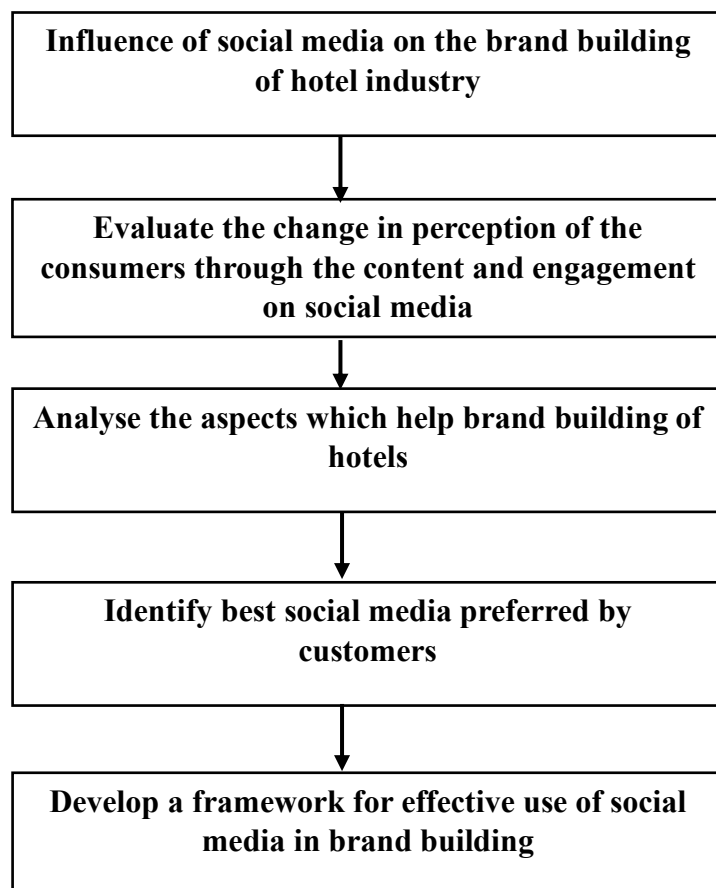 Influence of social media on the brand building
of hotel industry
Evaluate the change in perception of the
consumers through the content and engagement
on social media
Analyse the aspects which help brand building of
hotels
Identify best social media preferred by
customers
Develop a framework for effective use of social
media in brand building